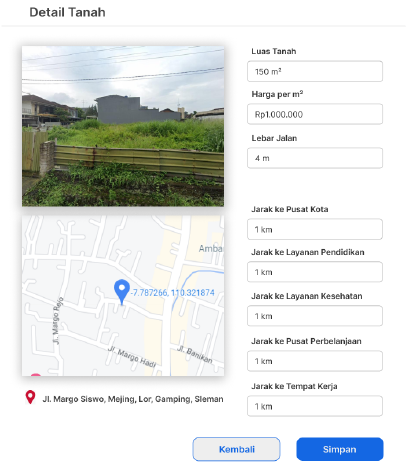 Detail Tanah
Luas Tanah
150 m²
Harga per m²
Rp1.000.000
Lebar Jalan
4 m
Jarak ke Pusat Kota
1 km
Jarak ke Layanan Pendidikan
1 km
Jarak ke Layanan Kesehatan
1 km
Jarak ke Pusat Perbelanjaan
1 km
Jarak ke Tempat Kerja
1 km
Amba
-7.787266, 110.321874
Jl. Margo Rejo
Jl. Margo Hadi
Jl. Banikan
Jl. Margo Siswo, Mejing, Lor, Gamping, Sleman
Kembali
Simpan